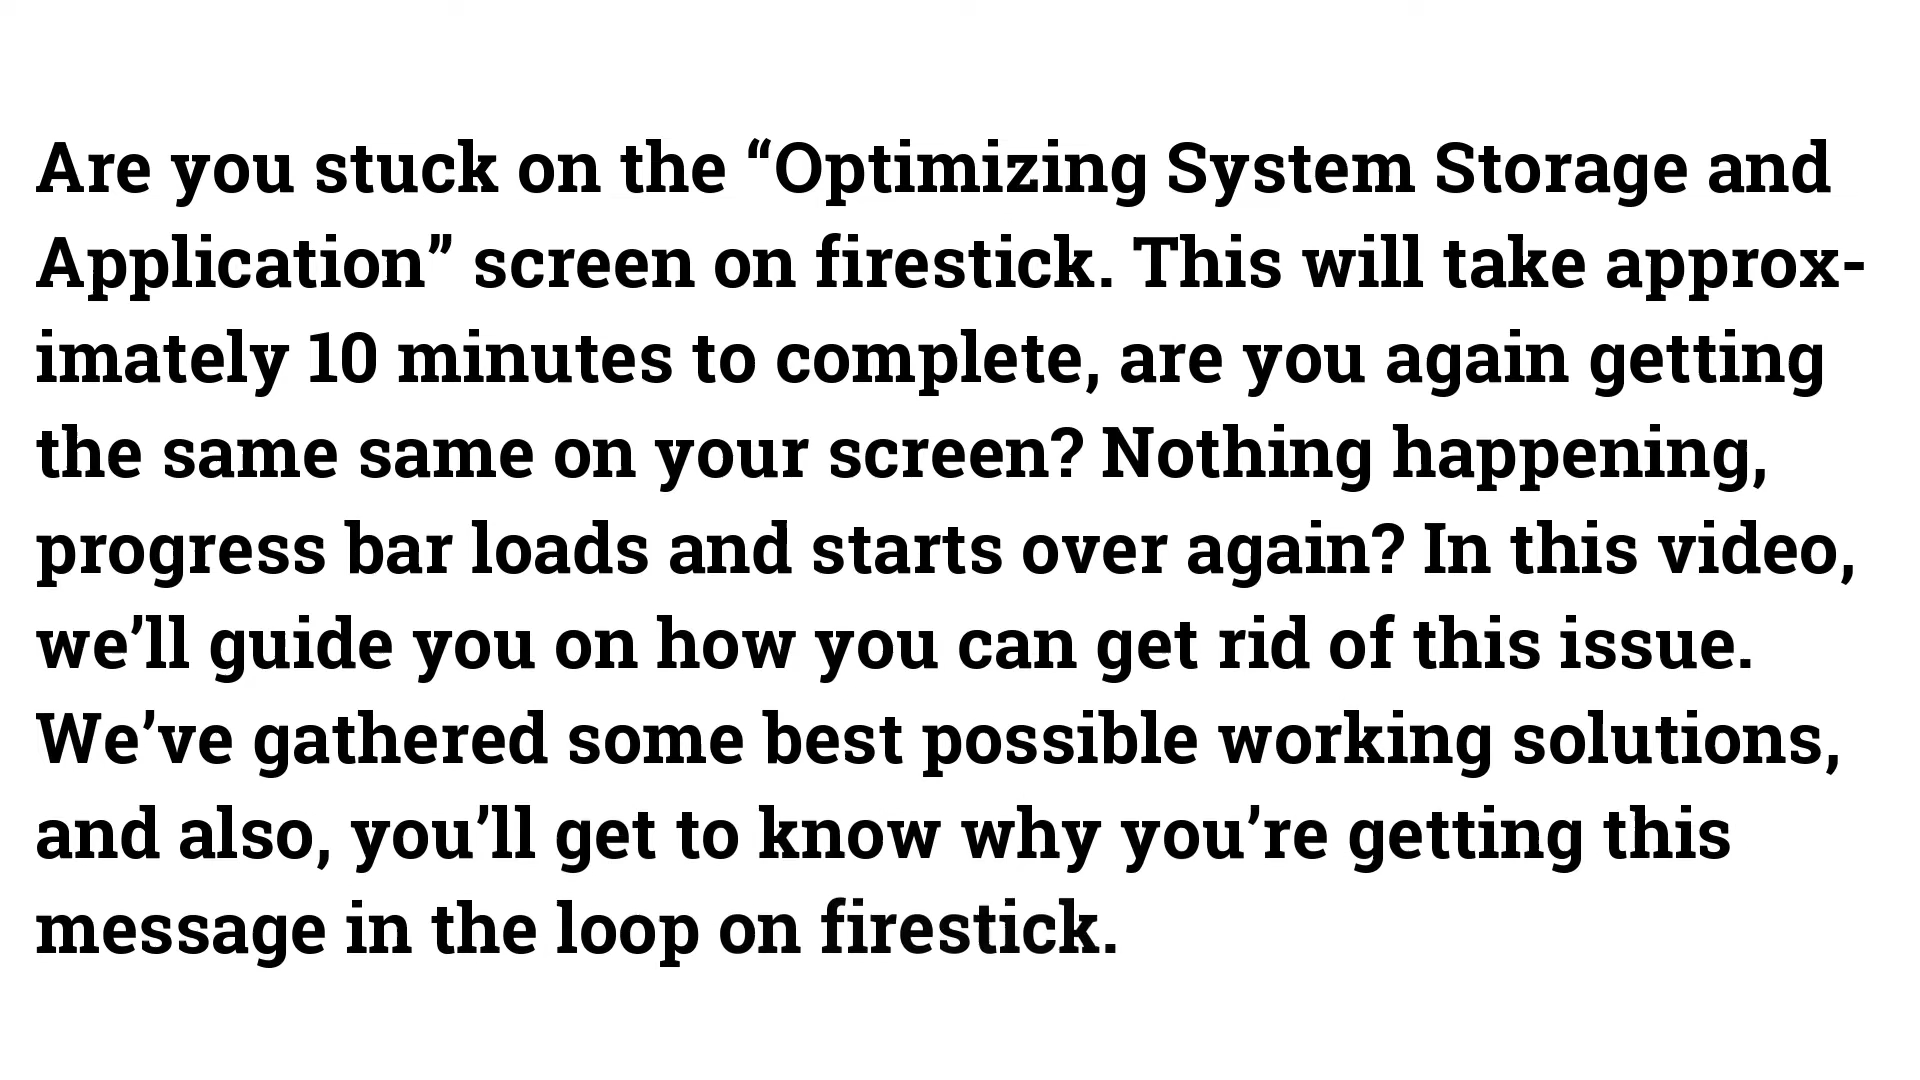 Are you stuck on the “Optimizing System Storage and
Application” screen on firestick. This will take approx-
imately 10 minutes to complete, are you again getting
the same same on your screen? Nothing happening,
progress bar loads and starts over again? In this video,
we’ll guide you on how you can get rid of this issue.
We’ve gathered some best possible working solutions,
and also, you’ll get to know why you’re getting this
message in the loop on firestick.